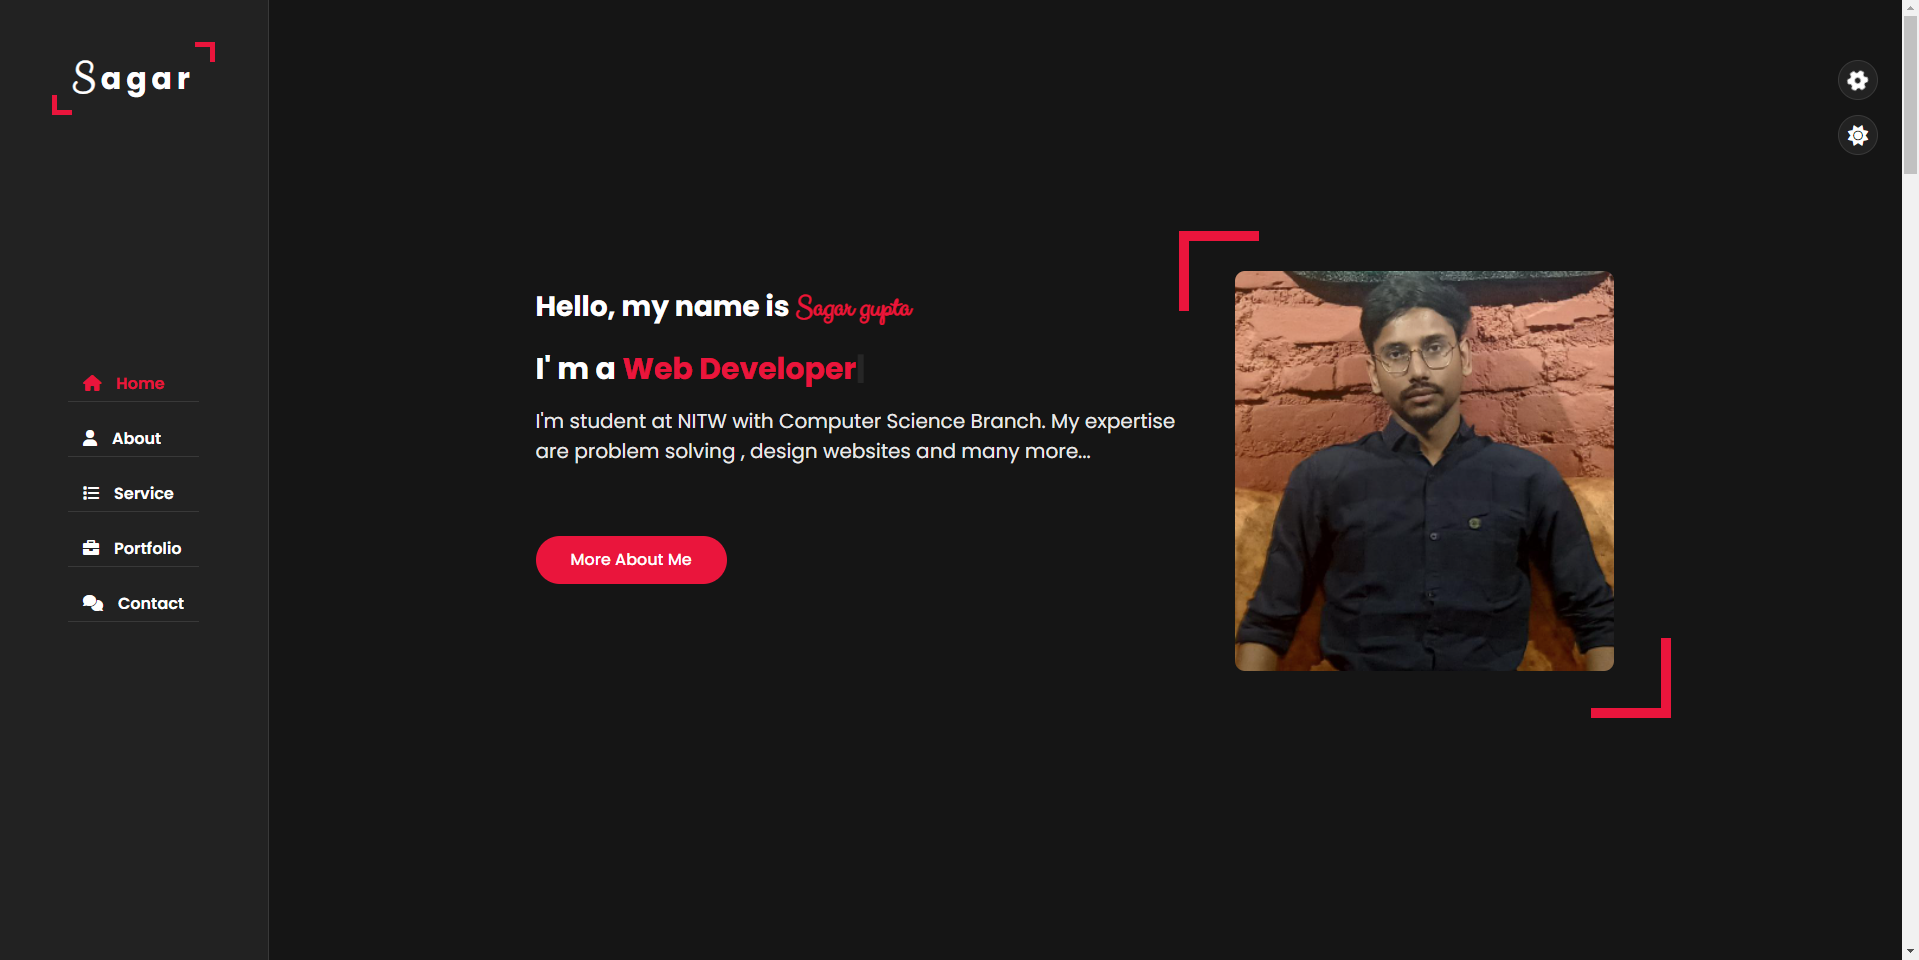 Sagar
Home
About
Service
Portfolio
Contact
Hello, my name is Sagar gupta
I' m a Web Developer
I'm student at NITW with Computer Science Branch. My expertise
are problem solving , design websites and many more...
More About Me